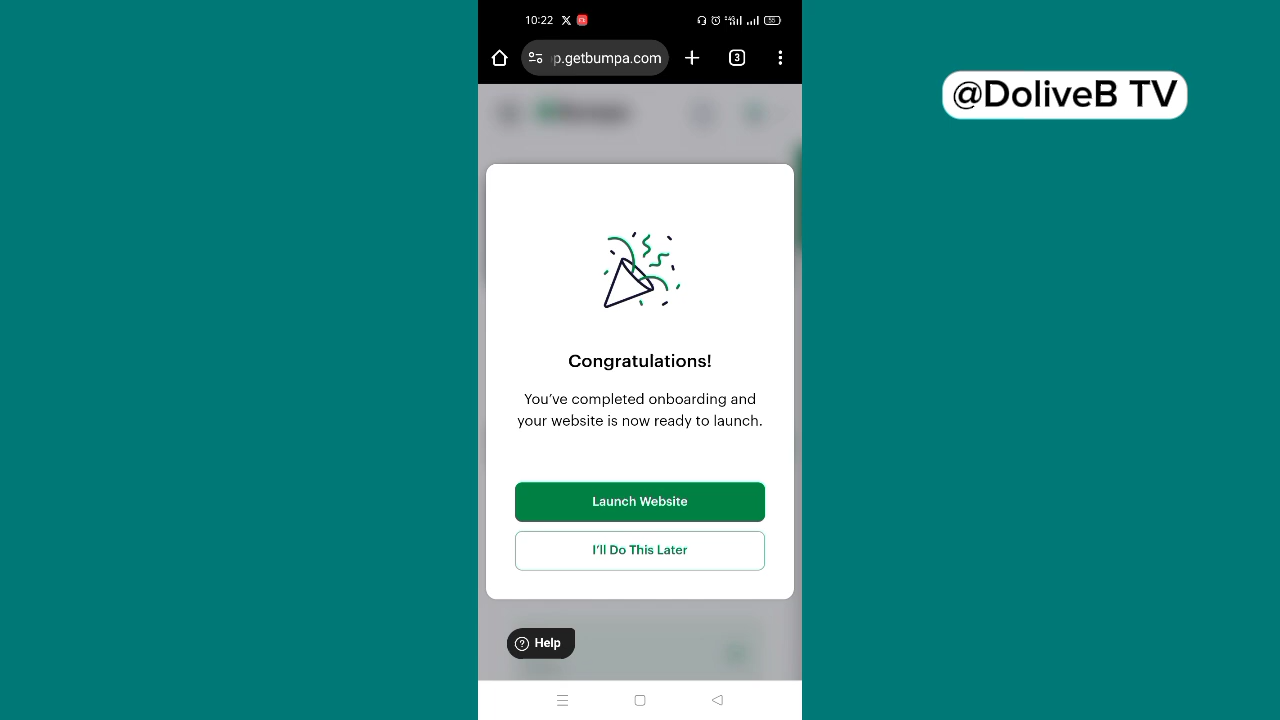 10:22
55
p.getbumpa.com
3
@DoliveB TV
Congratulations!
You've completed onboarding and
your website is now ready to launch.
Launch Website
I'll Do This Later
? Help